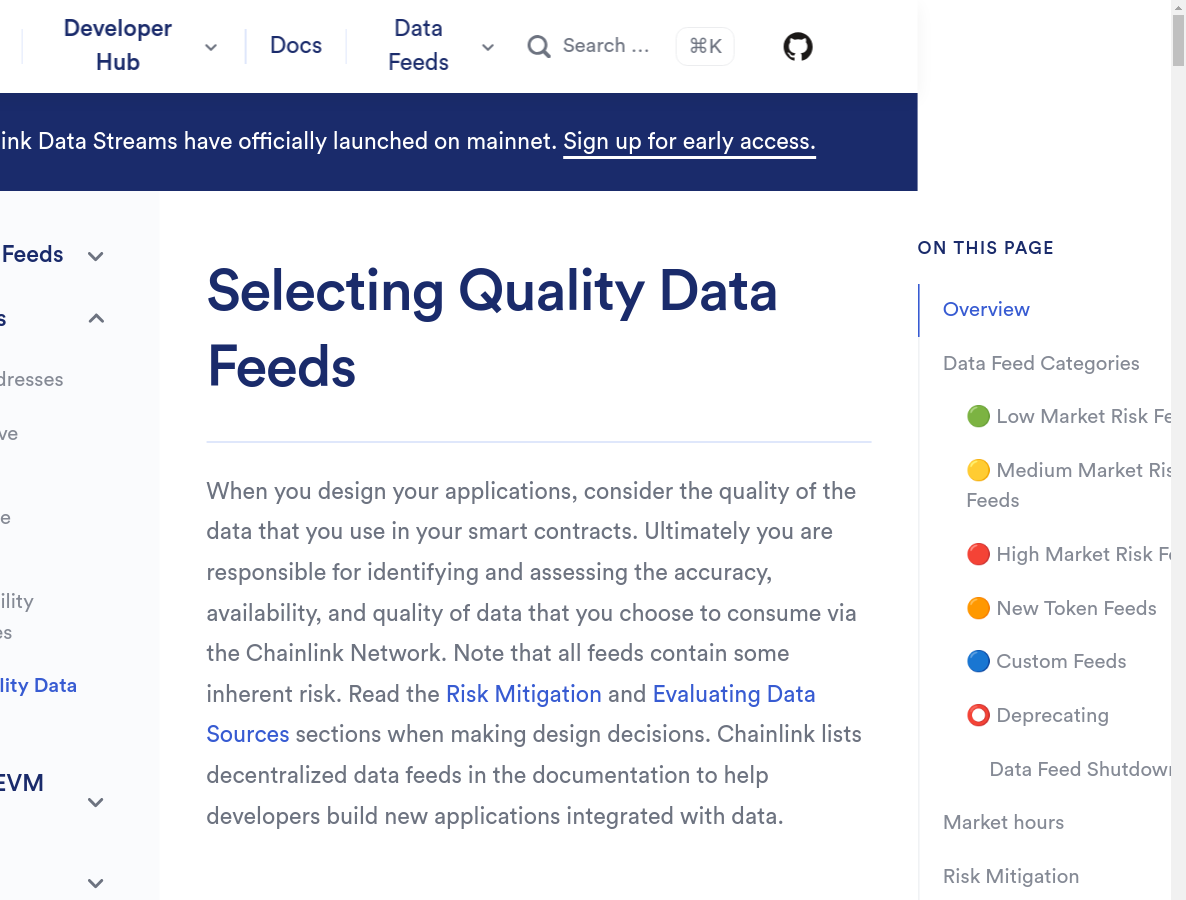 Developer
Hub
Docs
Data
Feeds
Search ...
⌘K
ink Data Streams have officially launched on mainnet. Sign up for early access.
Feeds
s
dresses
ve
e
ility
es
lity Data
EVM
Selecting Quality Data
Feeds
When you design your applications, consider the quality of the
data that you use in your smart contracts. Ultimately you are
responsible for identifying and assessing the accuracy,
availability, and quality of data that you choose to consume via
the Chainlink Network. Note that all feeds contain some
inherent risk. Read the Risk Mitigation and Evaluating Data
Sources sections when making design decisions. Chainlink lists
decentralized data feeds in the documentation to help
developers build new applications integrated with data.
ON THIS PAGE
Overview
Data Feed Categories
🟢 Low Market Risk Fe
🟡 Medium Market Ris
Feeds
🔴 High Market Risk Fe
🟠 New Token Feeds
🔵 Custom Feeds
⭕ Deprecating
Data Feed Shutdown
Market hours
Risk Mitigation